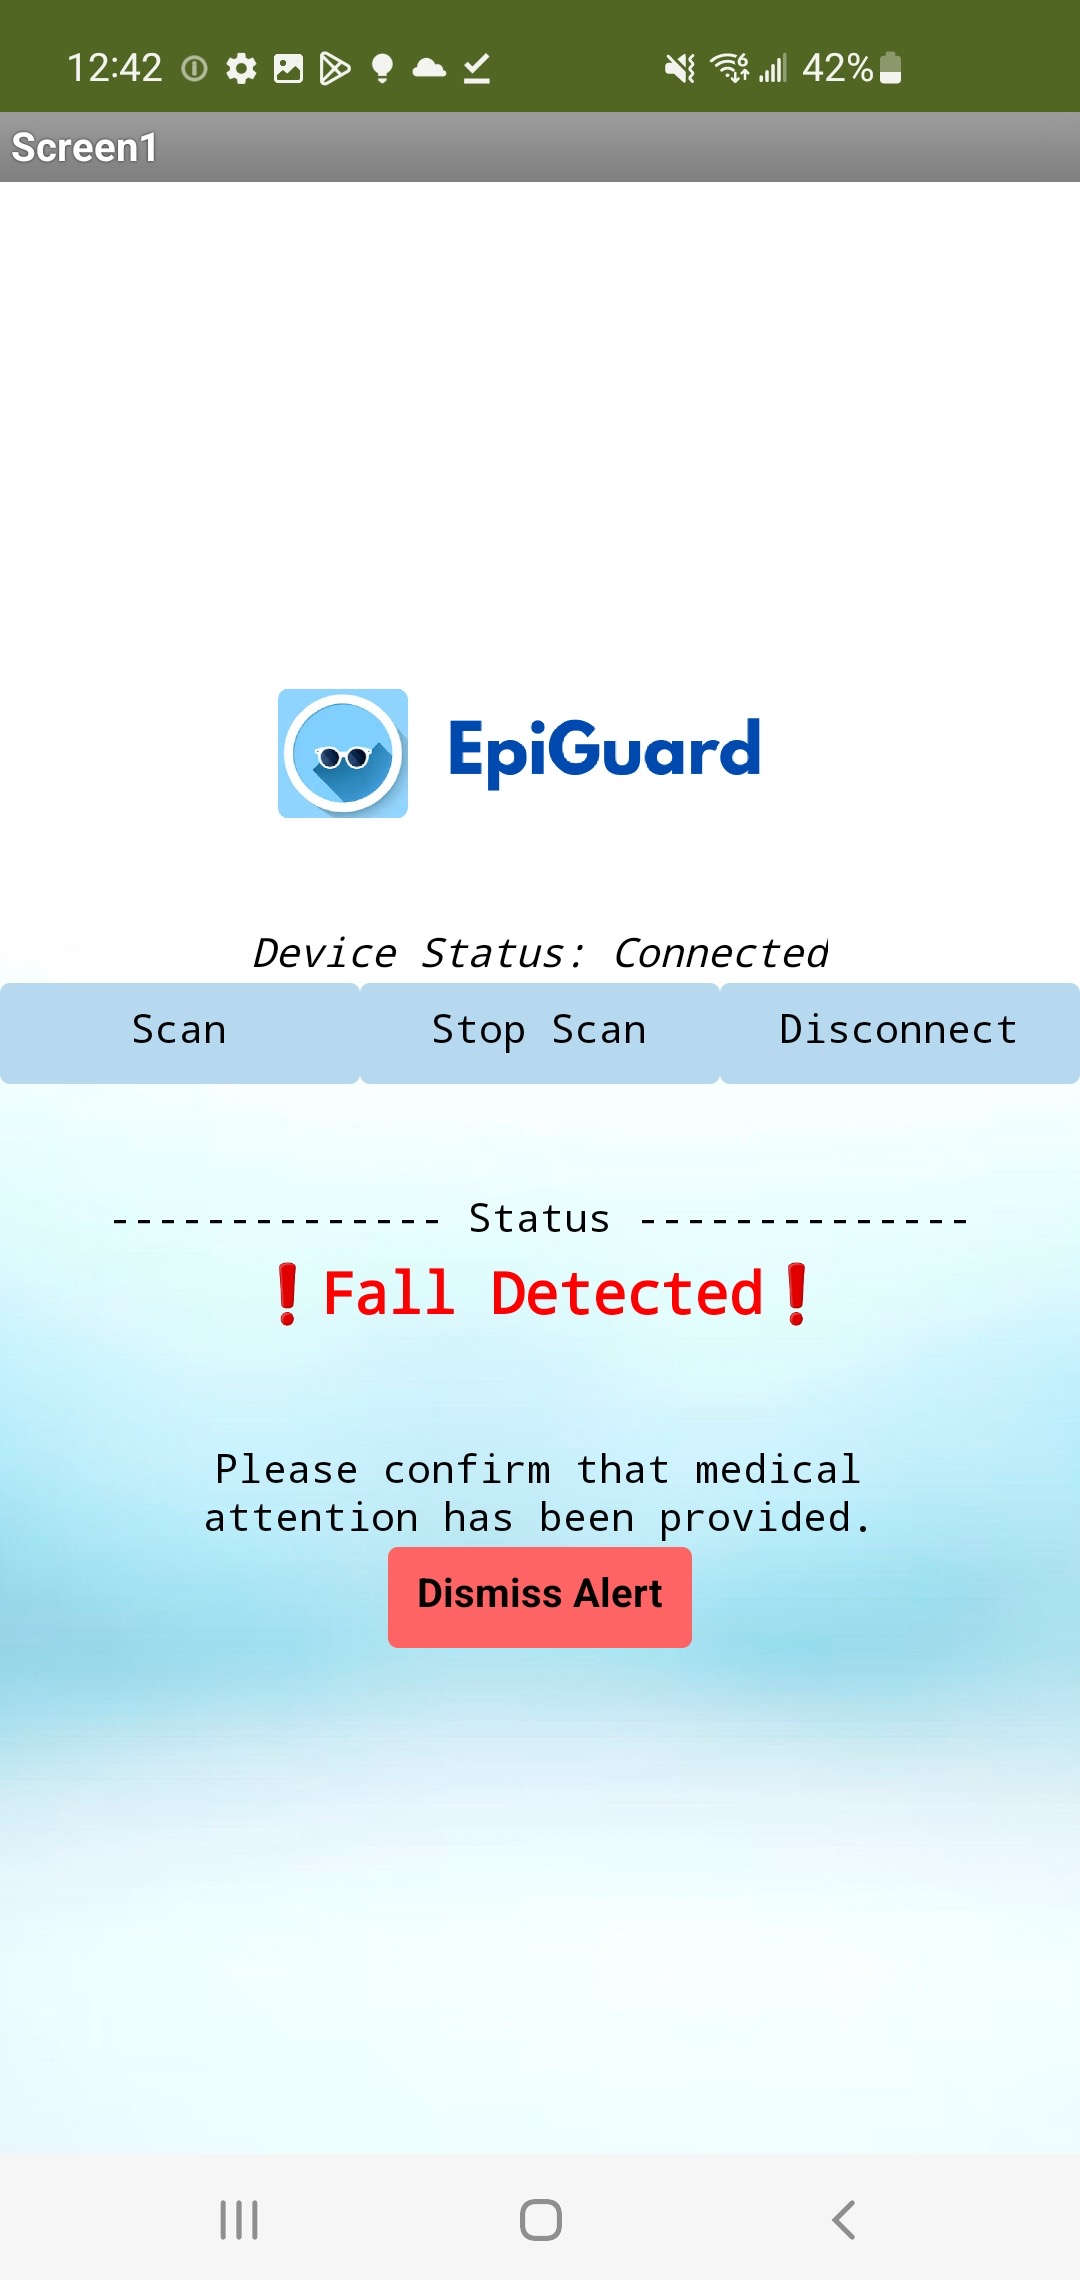 12:42 42%
Screen1
EpiGuard
Device Status: Connected
Scan Stop Scan Disconnect
-------------- Status --------------
❗Fall Detected❗
Please confirm that medical
attention has been provided.
Dismiss Alert